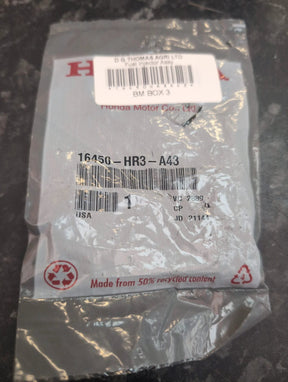 D G THOMAS AGRI LTD
Fuel Injector Assy
BM BOX 3
H
Honda Motor Co., Ltd.
16450-HR3-A43
1
USA
Made from 50% recycled content